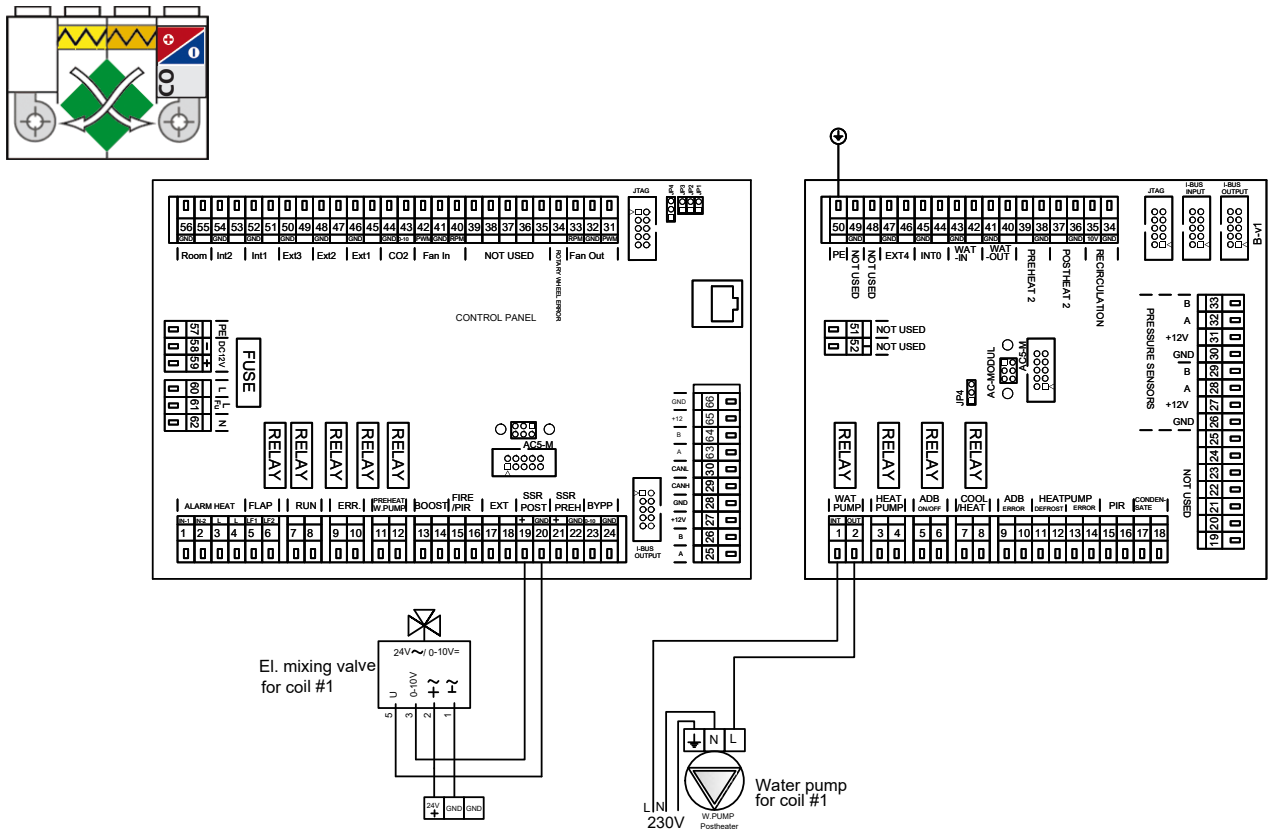 CO
JTAG
JP4
JP3
JP2
JP1
56 55 54 53 52 51 50 49 48 47 46 45 44 43 42 41 40 39 38 37 36 35 34 33 32 31
GND GND GND GND GND GND GND 0-10 PWM GND RPM RPM GND PWM
Room Int2 Int1 Ext3 Ext2 Ext1 CO2 Fan In NOT USED Fan Out
ROTARY WHEEL ERROR
CONTROL PANEL
57 PE
58 - DC12V
59 +
60 L
61 L
Fu
62 N
FUSE
RELAY RELAY RELAY RELAY RELAY
AC5-M
GND 66
+12 65
B 64
A 63
CANL 30
CANH 29
GND 28
+12V 27
B 26
A 25
I-BUS
OUTPUT
ALARM HEAT FLAP RUN ERR. PREHEAT W.PUMP BOOST FIRE /PIR EXT SSR POST SSR PREH BYPP
IN-1 IN-2 L L LF1 LF2 + GND + GND 0-10 GND
1 2 3 4 5 6 7 8 9 10 11 12 13 14 15 16 17 18 19 20 21 22 23 24
El. mixing valve
for coil #1
24V ~/ 0-10V=
U 0-10V + ~ ⊥ ~
5 3 2 1
24V + GND GND
50 49 48 47 46 45 44 43 42 41 40 39 38 37 36 35 34
GND GND GND GND GND GND GND 10V GND
PE NOT USED NOT USED EXT4 INT0 WAT -IN WAT -OUT PREHEAT 2 POSTHEAT 2 RECIRCULATION
JTAG
I-BUS
INPUT
I-BUS
OUTPUT
B-v1
51 NOT USED
52 NOT USED
JP4
AC-MODUL
AC5-M
PRESSURE SENSORS
B 33
A 32
+12V 31
GND 30
B 29
A 28
+12V 27
GND 26
25
24
23
22
21
20
19
NOT USED
RELAY RELAY RELAY RELAY
WAT PUMP HEAT PUMP ADB ON/OFF COOL /HEAT ADB ERROR HEATPUMP DEFROST ERROR PIR CONDEN- SATE
INT OUT
1 2 3 4 5 6 7 8 9 10 11 12 13 14 15 16 17 18
N L
L N
230V
W.PUMP
Postheater
Water pump
for coil #1